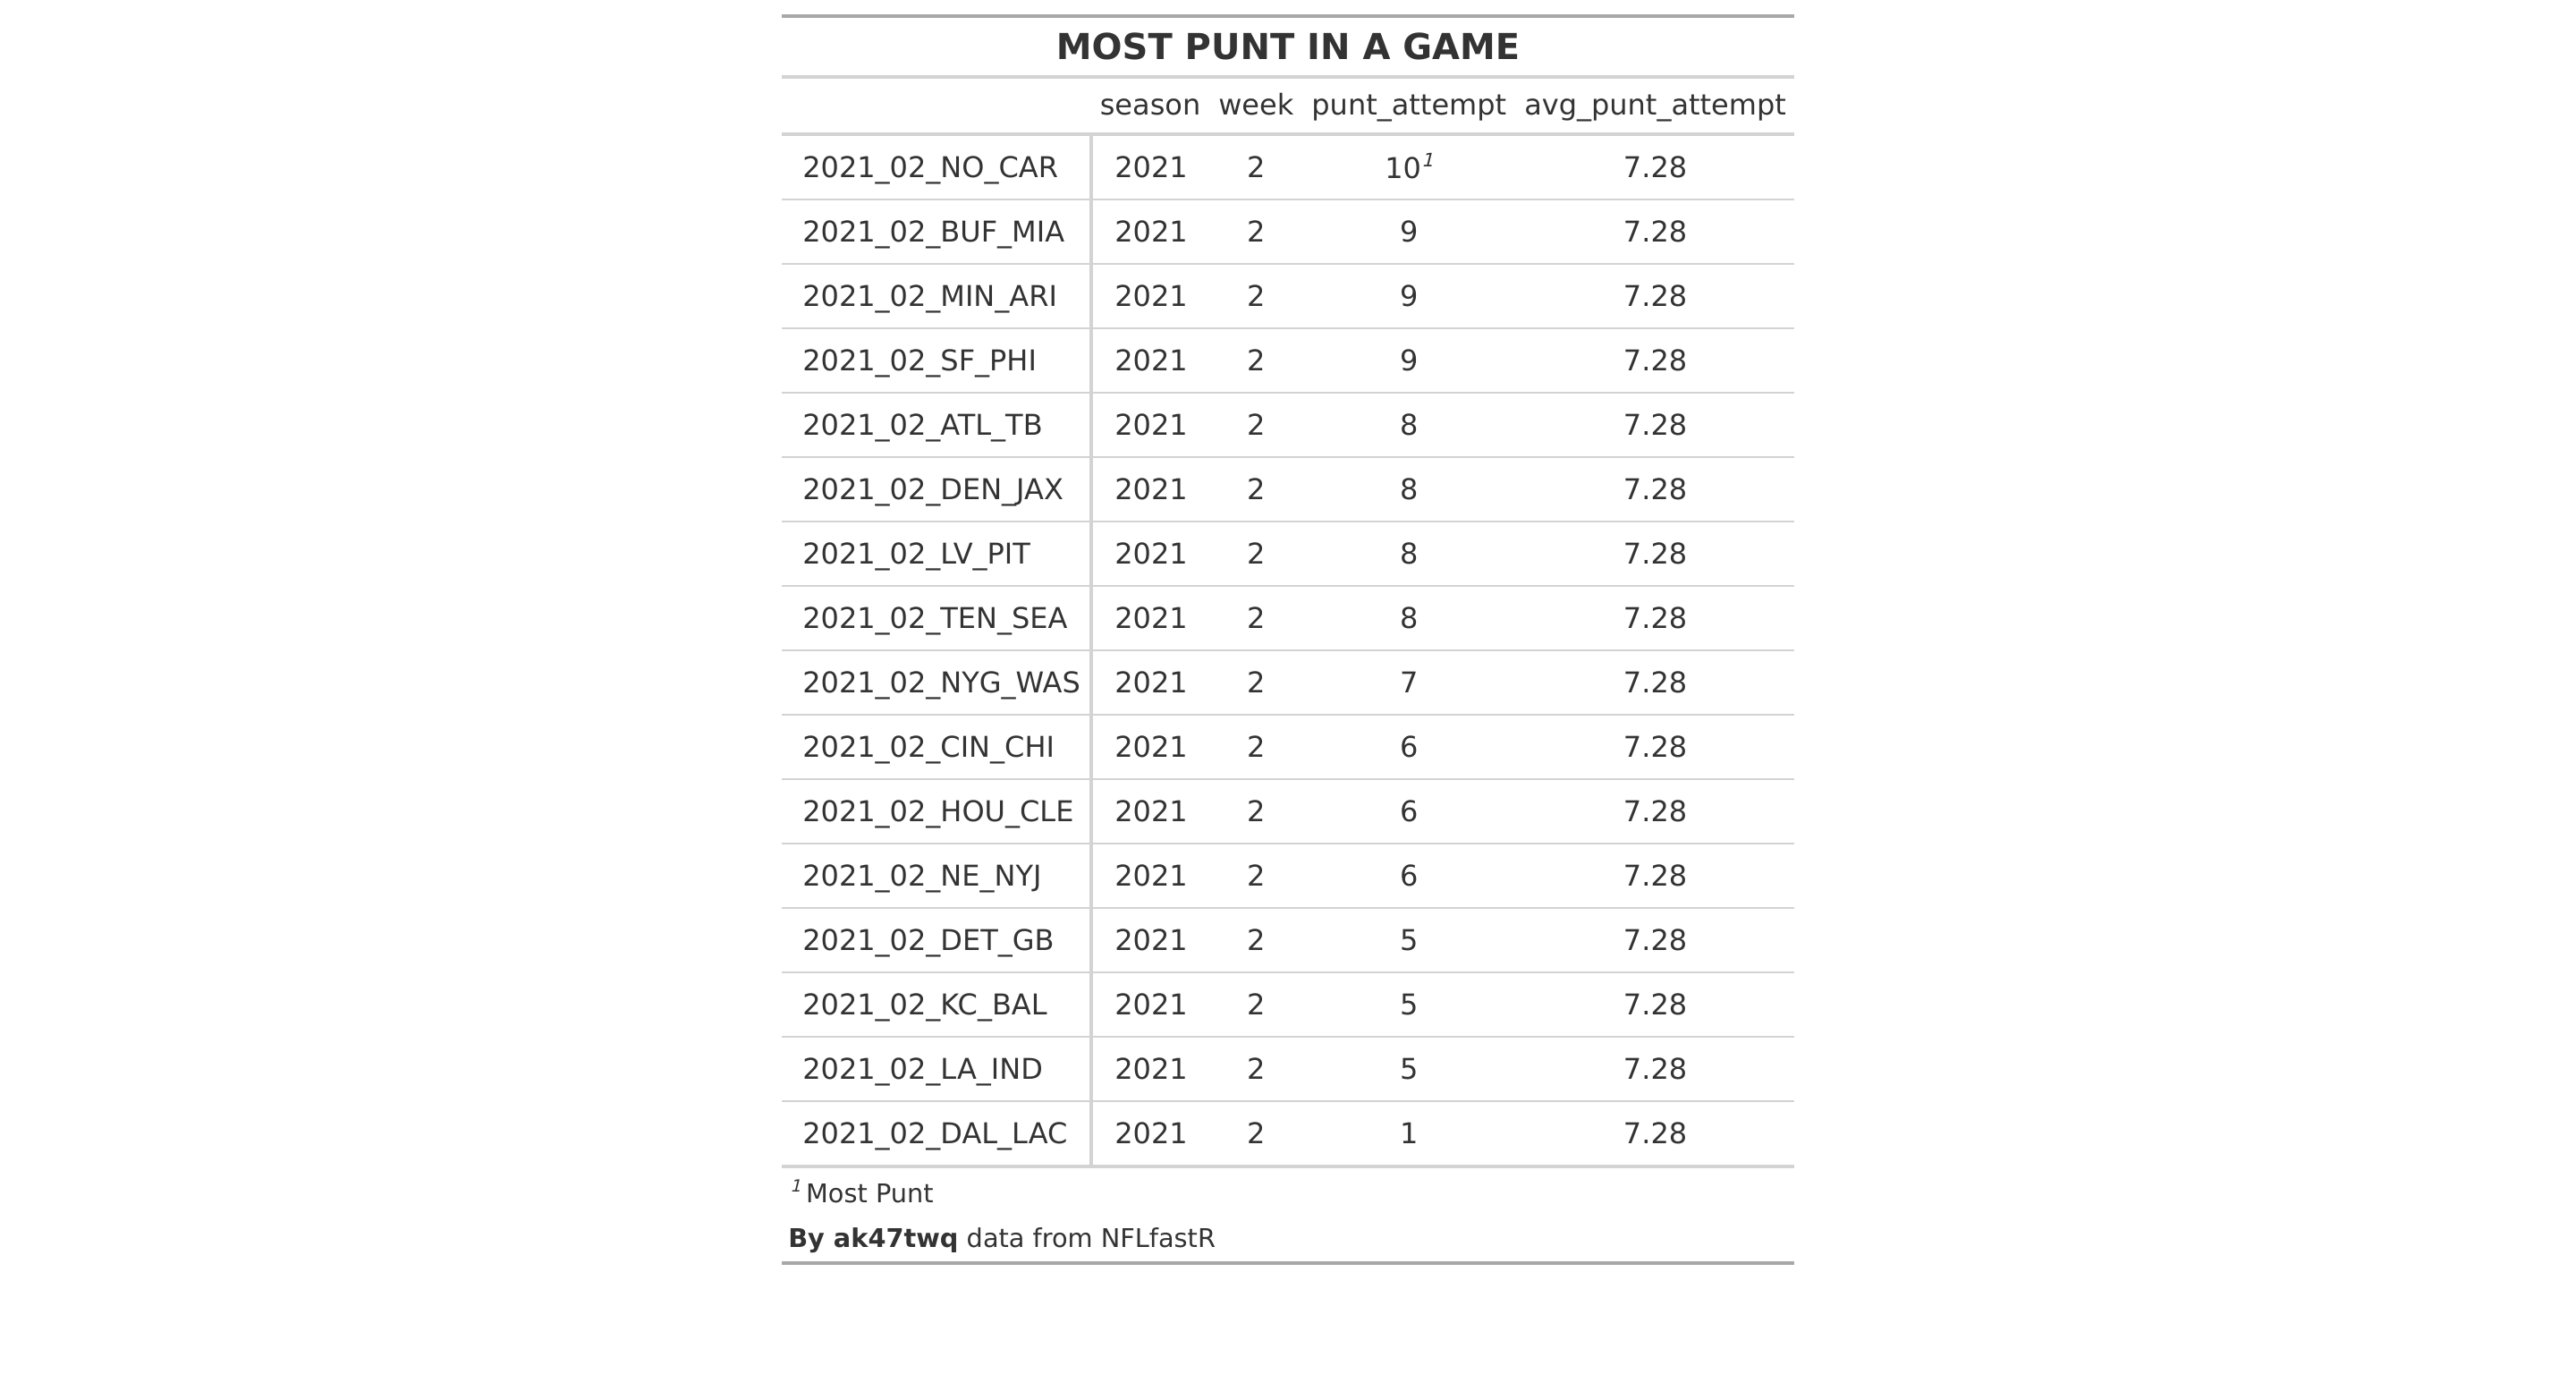 MOST PUNT IN A GAME
season week punt_attempt avg_punt_attempt
2021_02_NO_CAR 2021 2 10¹ 7.28
2021_02_BUF_MIA 2021 2 9 7.28
2021_02_MIN_ARI 2021 2 9 7.28
2021_02_SF_PHI 2021 2 9 7.28
2021_02_ATL_TB 2021 2 8 7.28
2021_02_DEN_JAX 2021 2 8 7.28
2021_02_LV_PIT 2021 2 8 7.28
2021_02_TEN_SEA 2021 2 8 7.28
2021_02_NYG_WAS 2021 2 7 7.28
2021_02_CIN_CHI 2021 2 6 7.28
2021_02_HOU_CLE 2021 2 6 7.28
2021_02_NE_NYJ 2021 2 6 7.28
2021_02_DET_GB 2021 2 5 7.28
2021_02_KC_BAL 2021 2 5 7.28
2021_02_LA_IND 2021 2 5 7.28
2021_02_DAL_LAC 2021 2 1 7.28
¹ Most Punt
By ak47twq data from NFLfastR